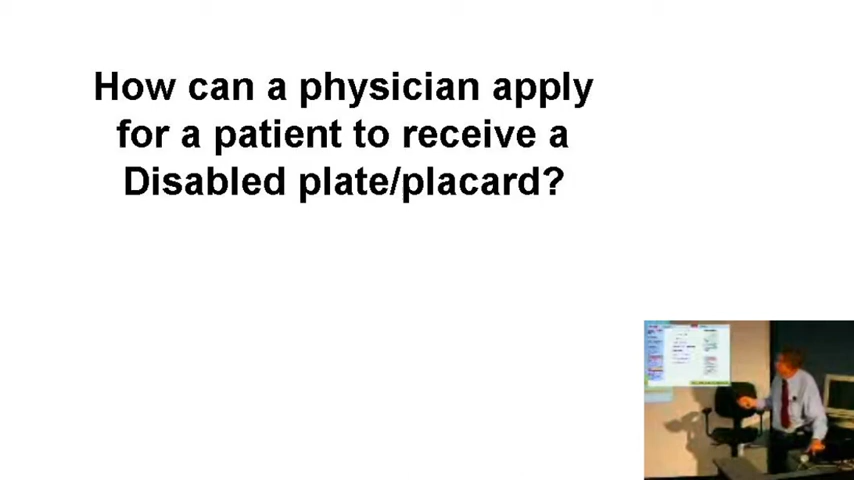 How can a physician apply
for a patient to receive a
Disabled plate/placard?